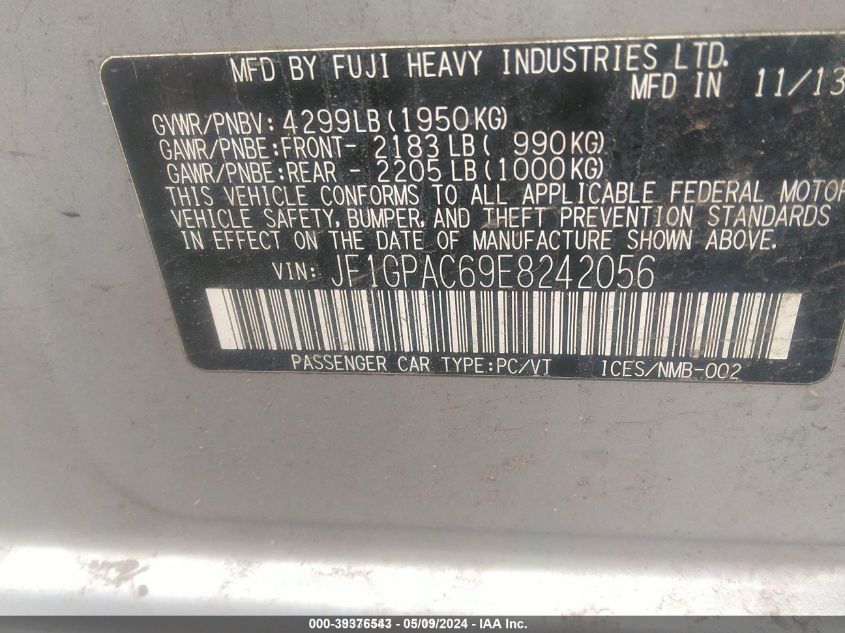 MFD BY FUJI HEAVY INDUSTRIES LTD.
MFD IN 11/13
GVWR/PNBV: 4299LB(1950KG)
GAWR/PNBE:FRONT- 2183LB( 990KG)
GAWR/PNBE:REAR - 2205LB(1000KG)
THIS VEHICLE CONFORMS TO ALL APPLICABLE FEDERAL MOTOR
VEHICLE SAFETY, BUMPER, AND THEFT PREVENTION STANDARDS
IN EFFECT ON THE DATE OF MANUFACTURE SHOWN ABOVE.
VIN: JF1GPAC69E8242056
PASSENGER CAR TYPE:PC/VT ICES/NMB-002
000-39376543 - 05/09/2024 - IAA Inc.